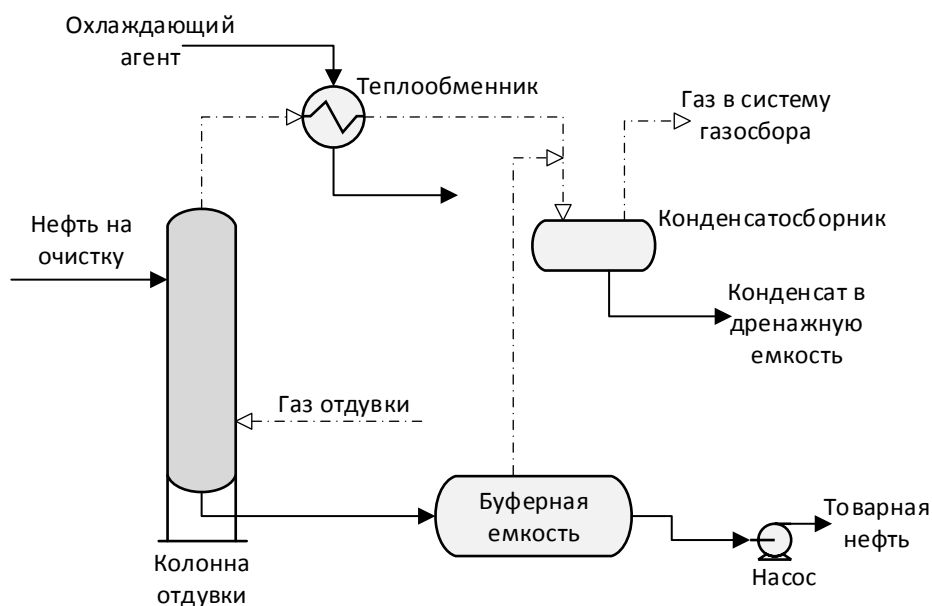 Охлаждающий
агент
Теплообменник
Газ в систему
газосбора
Нефть на
очистку
Конденсатосборник
Конденсат в
дренажную
емкость
Газ отдувки
Буферная
емкость
Товарная
нефть
Насос
Колонна
отдувки